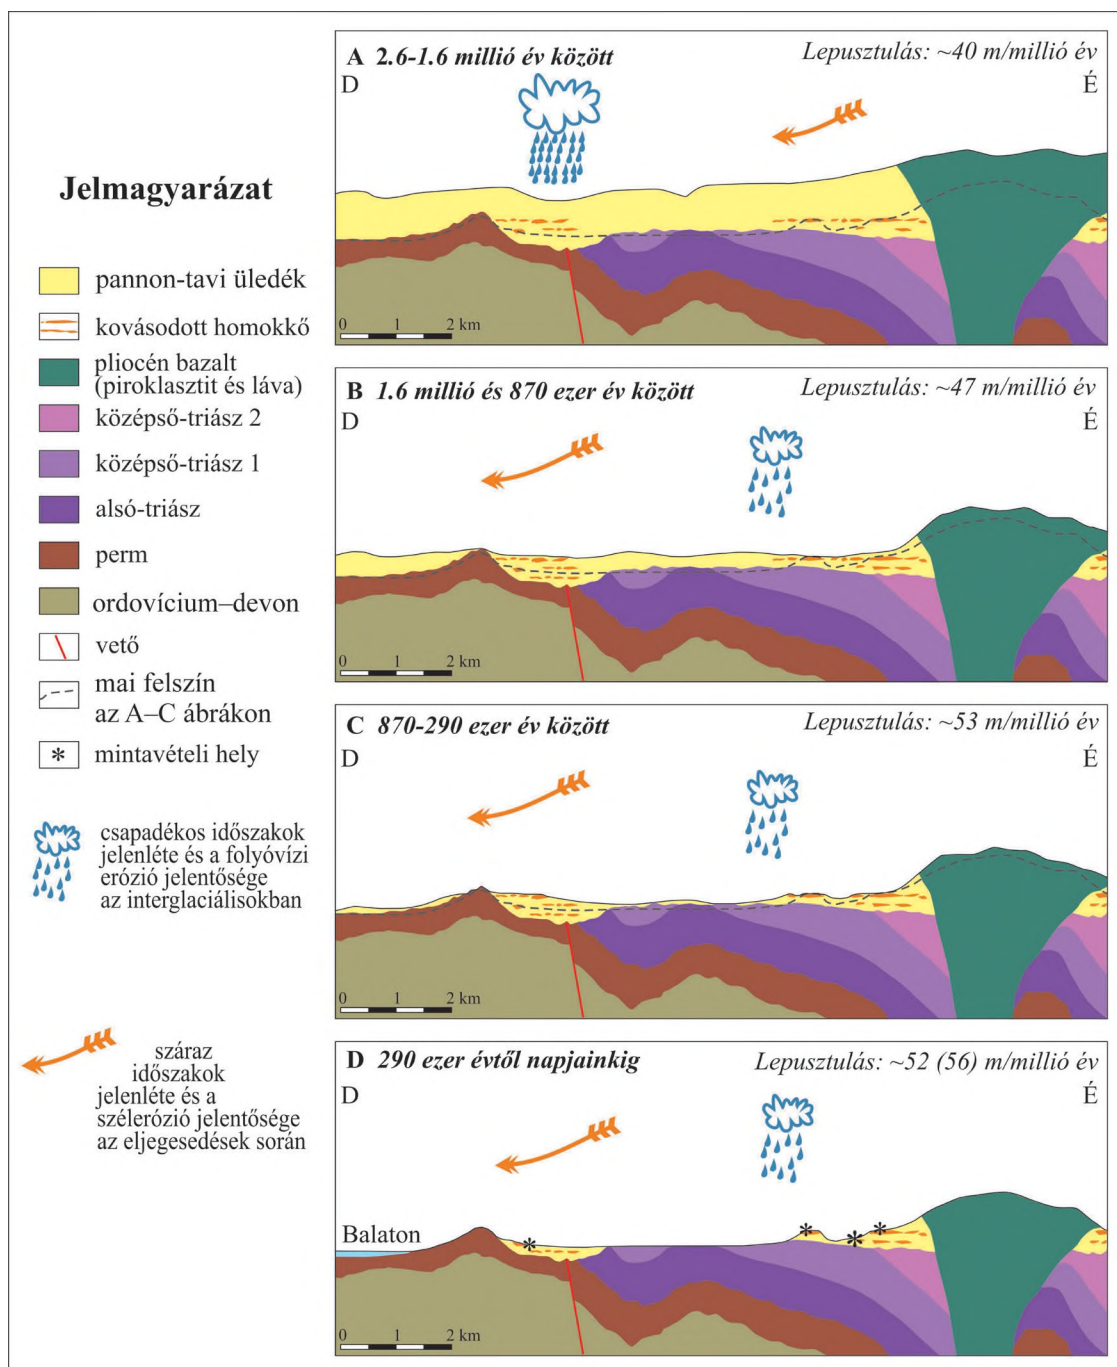 Jelmagyarázat
pannon-tavi üledék
kovásodott homokkő
pliocén bazalt
(piroklasztit és láva)
középső-triász 2
középső-triász 1
alsó-triász
perm
ordovícium–devon
vető
mai felszín
az A–C ábrákon
* mintavételi hely
csapadékos időszakok
jelenléte és a folyóvízi
erózió jelentősége
az interglaciálisokban
száraz
időszakok
jelenléte és a
szélerózió jelentősége
az eljegesedések során
A 2.6-1.6 millió év között
Lepusztulás: ~40 m/millió év
D
É
0 1 2 km
B 1.6 millió és 870 ezer év között
Lepusztulás: ~47 m/millió év
D
É
0 1 2 km
C 870-290 ezer év között
Lepusztulás: ~53 m/millió év
D
É
0 1 2 km
D 290 ezer évtől napjainkig
Lepusztulás: ~52 (56) m/millió év
D
É
Balaton
0 1 2 km